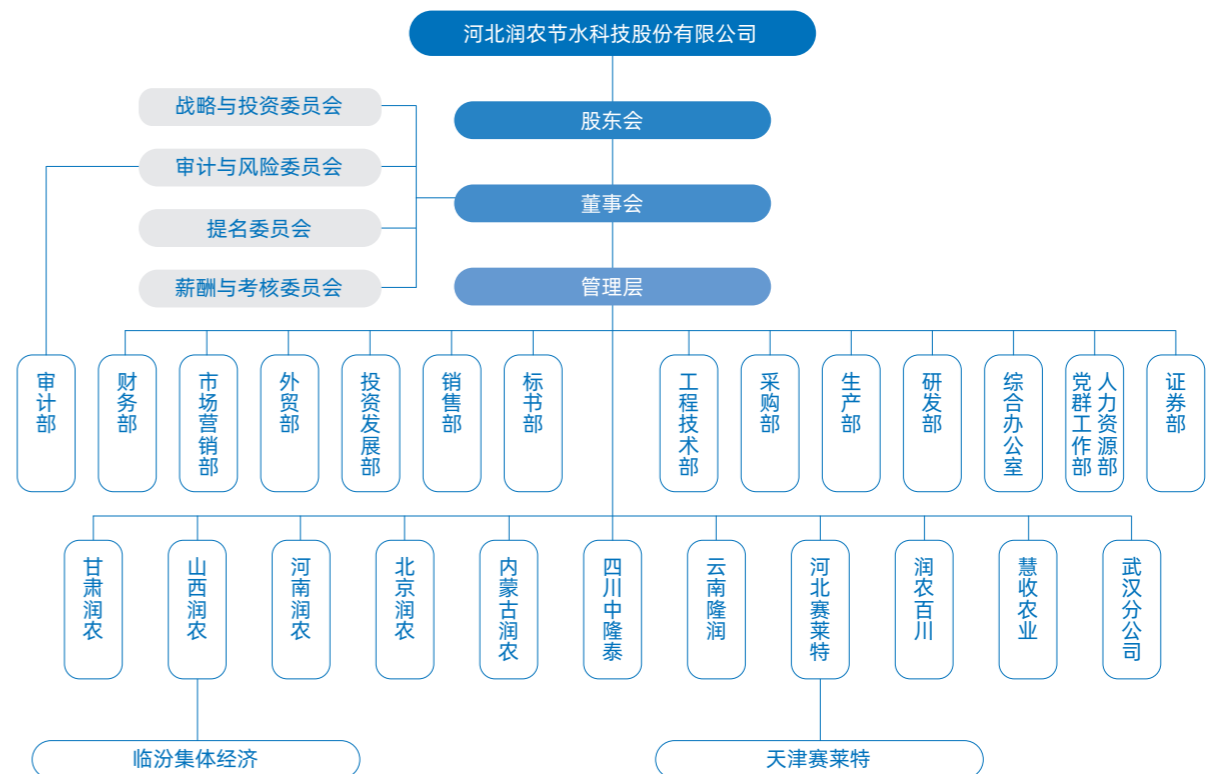 河北润农节水科技股份有限公司
股东会
战略与投资委员会
审计与风险委员会
董事会
提名委员会
薪酬与考核委员会
管理层
审计部
财务部
市场营销部
外贸部
投资发展部
销售部
标书部
工程技术部
采购部
生产部
研发部
综合办公室
党群工作部
人力资源部
证券部
甘肃润农
山西润农
河南润农
北京润农
内蒙古润农
四川中隆泰
云南隆润
河北赛莱特
润农百川
慧收农业
武汉分公司
临汾集体经济
天津赛莱特